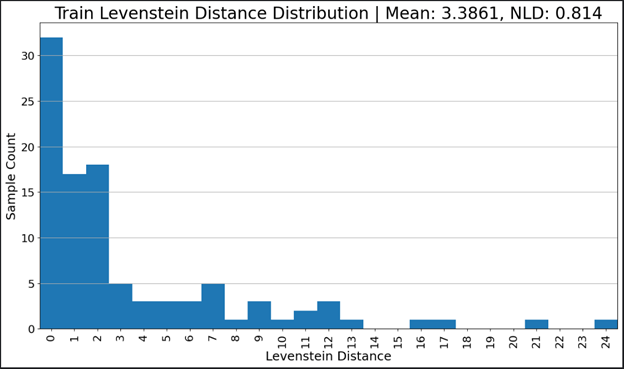 Train Levenstein Distance Distribution | Mean: 3.3861, NLD: 0.814
30
25
20
15
10
5
0
Sample Count
0 1 2 3 4 5 6 7 8 9 10 11 12 13 14 15 16 17 18 19 20 21 22 23 24
Levenstein Distance